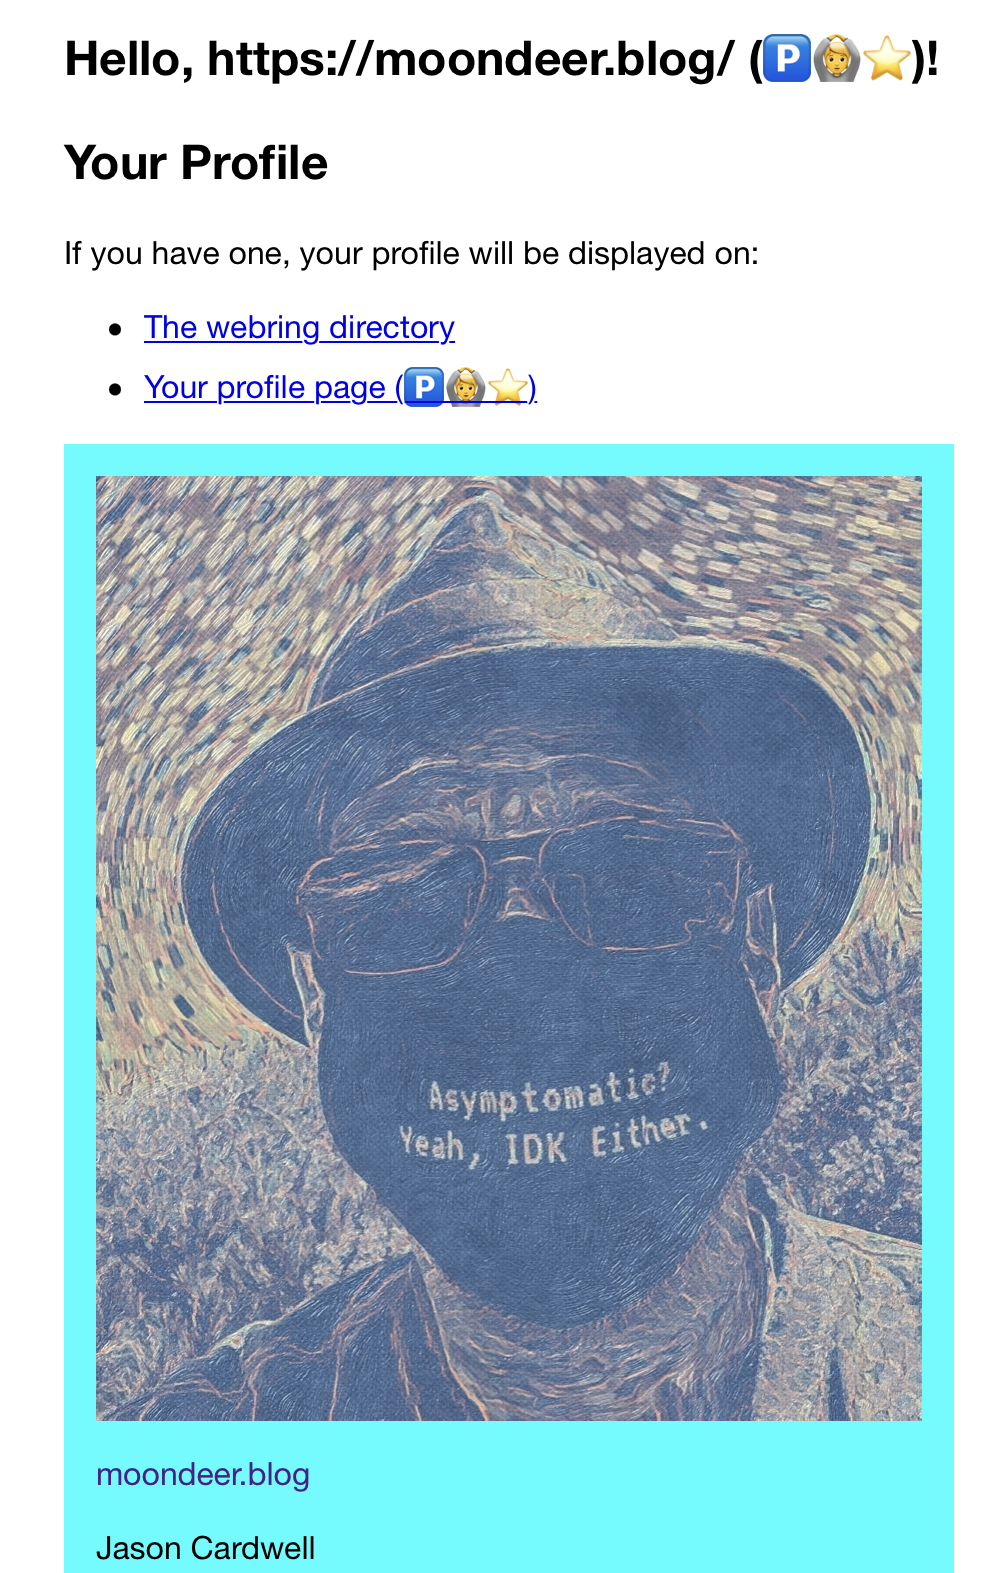 Hello, https://moondeer.blog/ (🅿️🙆⭐)!
Your Profile
If you have one, your profile will be displayed on:
The webring directory
Your profile page (🅿️🙆⭐)
Asymptomatic?
Yeah, IDK Either.
moondeer.blog
Jason Cardwell